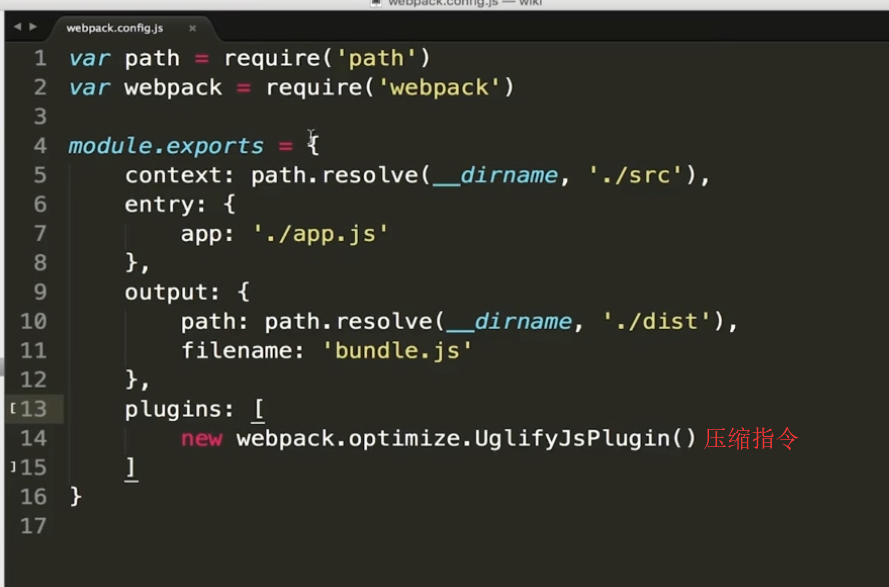 webpack.config.js — wiki
webpack.config.js ×
1 var path = require('path')
2 var webpack = require('webpack')
3
4 module.exports = {
5 context: path.resolve(__dirname, './src'),
6 entry: {
7 app: './app.js'
8 },
9 output: {
10 path: path.resolve(__dirname, './dist'),
11 filename: 'bundle.js'
12 },
[13 plugins: [
14 new webpack.optimize.UglifyJsPlugin() 压缩指令
]15 ]
16 }
17